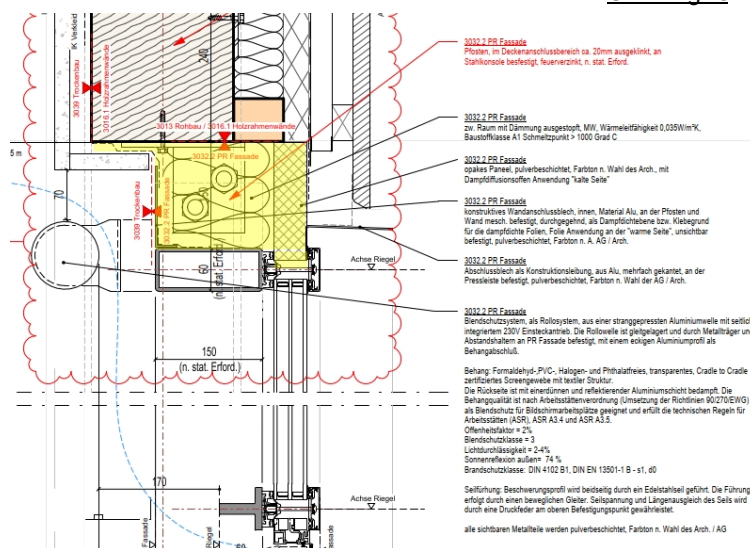 IK Verkleid
240
3039 Trockenbau
3016.1 Holzrahmenwände
3013 Rohbau / 3016.1 Holzrahmenwände
3032.2 PR Fassade
5 m
70
3039 Trockenbau
3032.2 PR Fassade
60
(n. stat. Erford.)
Achse Riegel
150
(n. stat. Erford.)
170
Achse Riegel
Fassade
Riegel
3032.2 PR Fassade
Pfosten, im Deckenanschlussbereich ca. 20mm ausgeklinkt, an
Stahlkonsole befestigt, feuerverzinkt, n. stat. Erford.
3032.2 PR Fassade
zw. Raum mit Dämmung ausgestopft, MW, Wärmeleitfähigkeit 0,035W/m²K,
Baustoffklasse A1 Schmeltzpunkt > 1000 Grad C
3032.2 PR Fassade
opakes Paneel, pulverbeschichtet, Farbton n. Wahl des Arch., mit
Dampfdiffusionsoffen Anwendung "kalte Seite"
3032.2 PR Fassade
konstruktives Wandanschlussblech, innen, Material Alu, an der Pfosten und
Wand mesch. befestigt, durchgegehnd, als Dampfdichtebene bzw. Klebegrund
für die dampfdichte Folien, Folie Anwendung an der "warme Seite", unsichtbar
befestigt, pulverbeschichtet, Farbton n. A. AG / Arch.
3032.2 PR Fassade
Abschlussblech als Konstruktionsleibung, aus Alu, mehrfach gekantet, an der
Pressleiste befestigt, pulverbeschichtet, Farbton n. Wahl der AG / Arch.
3032.2 PR Fassade
Blendschutzsystem, als Rollosystem, aus einer stranggepressten Aluminiumwelle mit seitlich
integriertem 230V Einsteckantrieb. Die Rollowelle ist gleitgelagert und durch Metallträger un
Abstandshaltern an PR Fassade befestigt, mit einem eckigen Aluminiumprofil als
Behangabschluß.
Behang: Formaldehyd-,PVC-, Halogen- und Phthalatfreies, transparentes, Cradle to Cradle
zertifiziertes Screengewebe mit textiler Struktur.
Die Rückseite ist mit einerdünnen und reflektierender Aluminiumschicht bedampft. Die
Behangqualität ist nach Arbeitsstättenverordnung (Umsetzung der Richtlinien 90/270/EWG)
als Blendschutz für Bildschirmarbeitsplätze geeignet und erfüllt die technischen Regeln für
Arbeitsstätten (ASR), ASR A3.4 und ASR A3.5.
Offenheitsfaktor = 2%
Blendschutzklasse = 3
Lichtdurchlässigkeit = 2-4%
Sonnenreflexion außen= 74 %
Brandschutzklasse: DIN 4102 B1, DIN EN 13501-1 B - s1, d0
Seilführung: Beschwerungsprofil wird beidseitig durch ein Edelstahlseil geführt. Die Führung
erfolgt durch einen beweglichen Gleiter. Seilspannung und Längenausgleich des Seils wird
durch eine Druckfeder am oberen Befestigungspunkt gewährleistet.
alle sichtbaren Metallteile werden pulverbeschichtet, Farbton n. Wahl des Arch. / AG